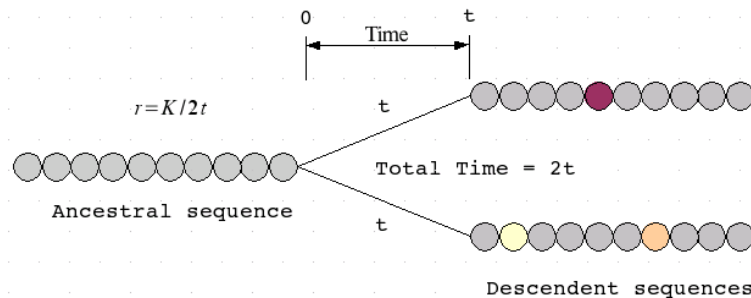 0 t
Time
r=K/2t
t
Total Time = 2t
Ancestral sequence
t
Descendent sequences